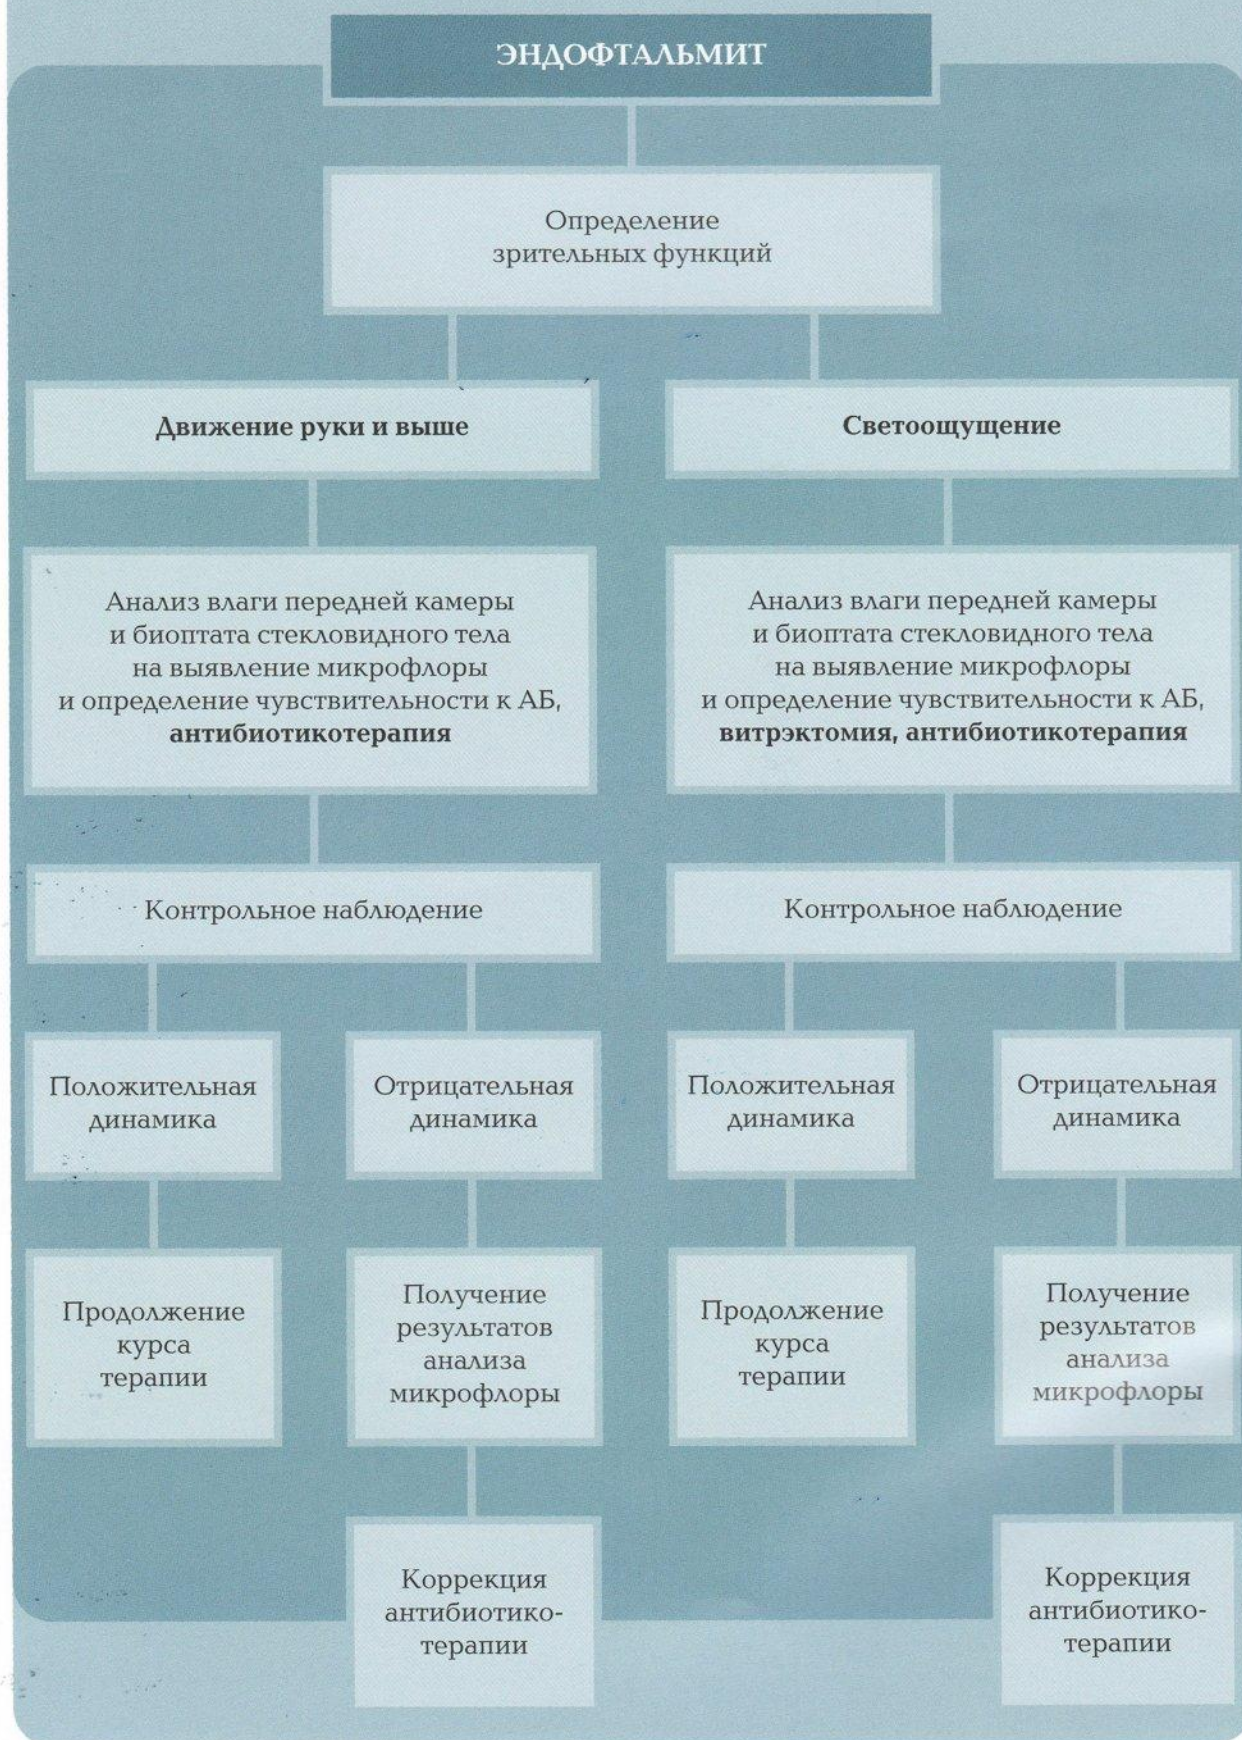 ЭНДОФТАЛЬМИТ
Определение
зрительных функций
Движение руки и выше
Анализ влаги передней камеры
и биоптата стекловидного тела
на выявление микрофлоры
и определение чувствительности к АБ,
антибиотикотерапия
Контрольное наблюдение
Положительная
динамика
Продолжение
курса
терапии
Отрицательная
динамика
Получение
результатов
анализа
микрофлоры
Коррекция
антибиотико-
терапии
Светоощущение
Анализ влаги передней камеры
и биоптата стекловидного тела
на выявление микрофлоры
и определение чувствительности к АБ,
витрэктомия, антибиотикотерапия
Контрольное наблюдение
Положительная
динамика
Продолжение
курса
терапии
Отрицательная
динамика
Получение
результатов
анализа
микрофлоры
Коррекция
антибиотико-
терапии